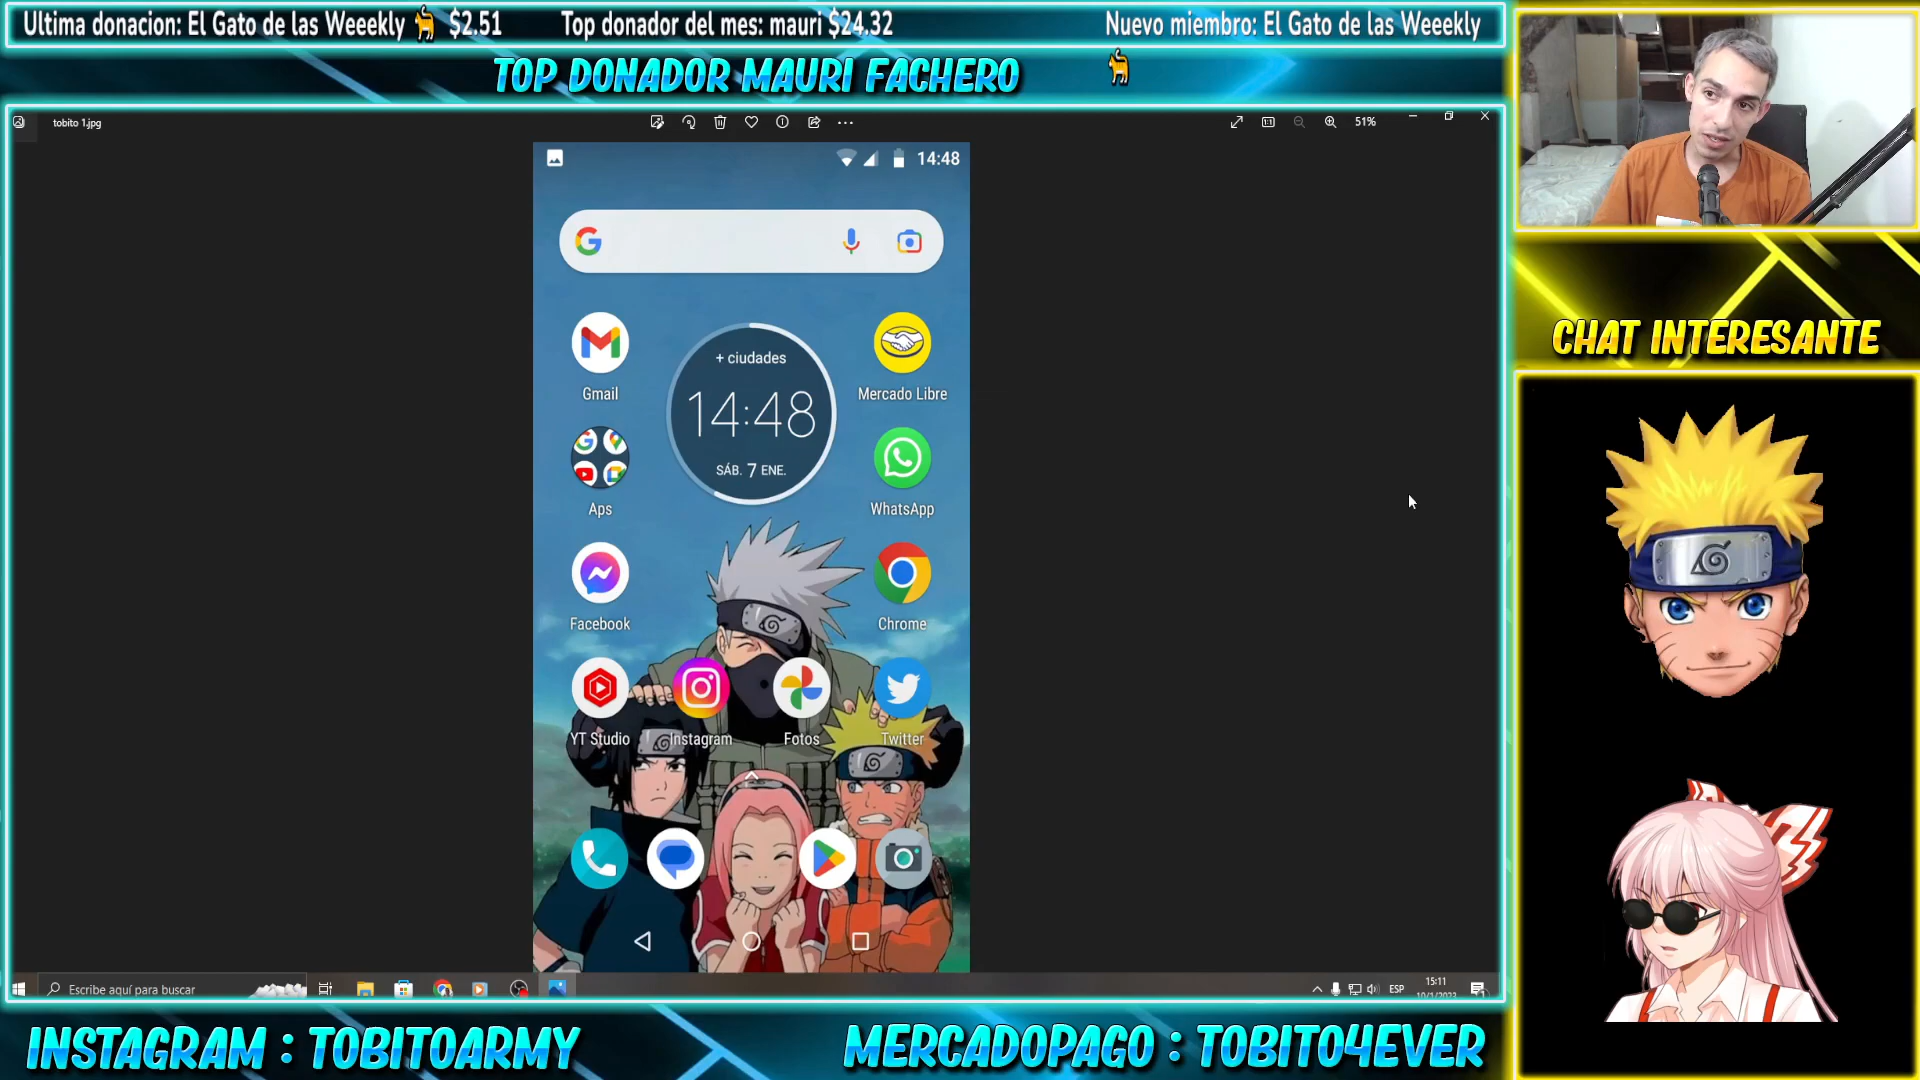 Ultima donacion: El Gato de las Weeekly $2.51
Top donador del mes: mauri $24.32
Nuevo miembro: El Gato de las Weeekly
TOP DONADOR MAURI FACHERO
tobito 1.jpg
51%
14:48
+ ciudades
14:48
SÁB. 7 ENE.
Gmail
Mercado Libre
Aps
WhatsApp
Facebook
Chrome
YT Studio
Instagram
Fotos
Twitter
CHAT INTERESANTE
Escribe aquí para buscar
ESP
15:11
10/1/2023
INSTAGRAM : TOBITOARMY
MERCADOPAGO : TOBITO4EVER